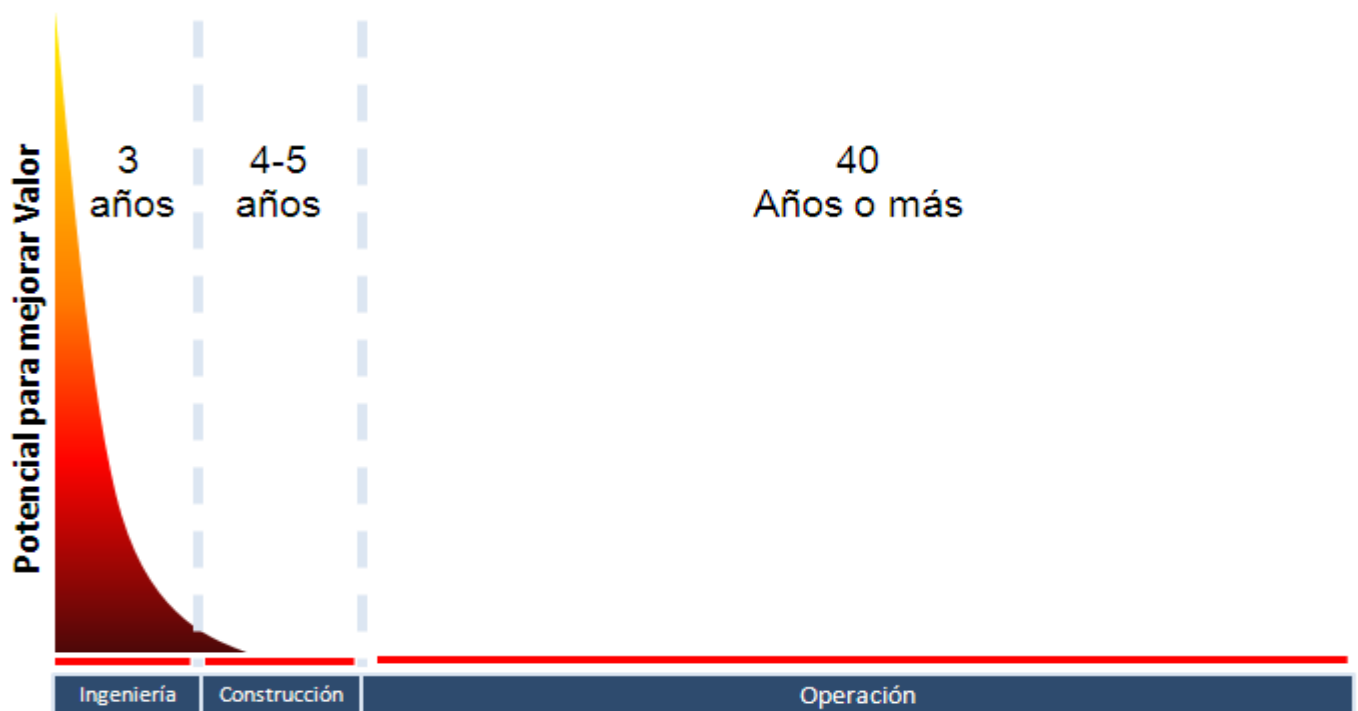 Potencial para mejorar Valor
3
años
4-5
años
40
Años o más
Ingeniería
Construcción
Operación